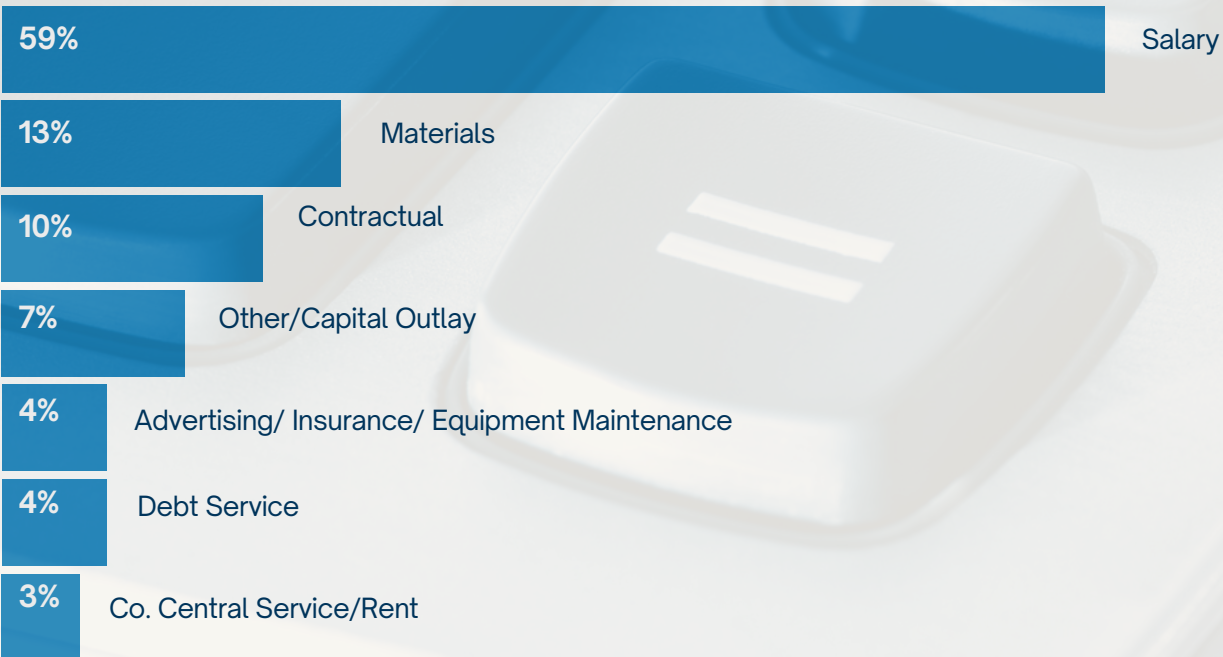 59% Salary
13% Materials
10% Contractual
7% Other/Capital Outlay
4% Advertising/ Insurance/ Equipment Maintenance
4% Debt Service
3% Co. Central Service/Rent